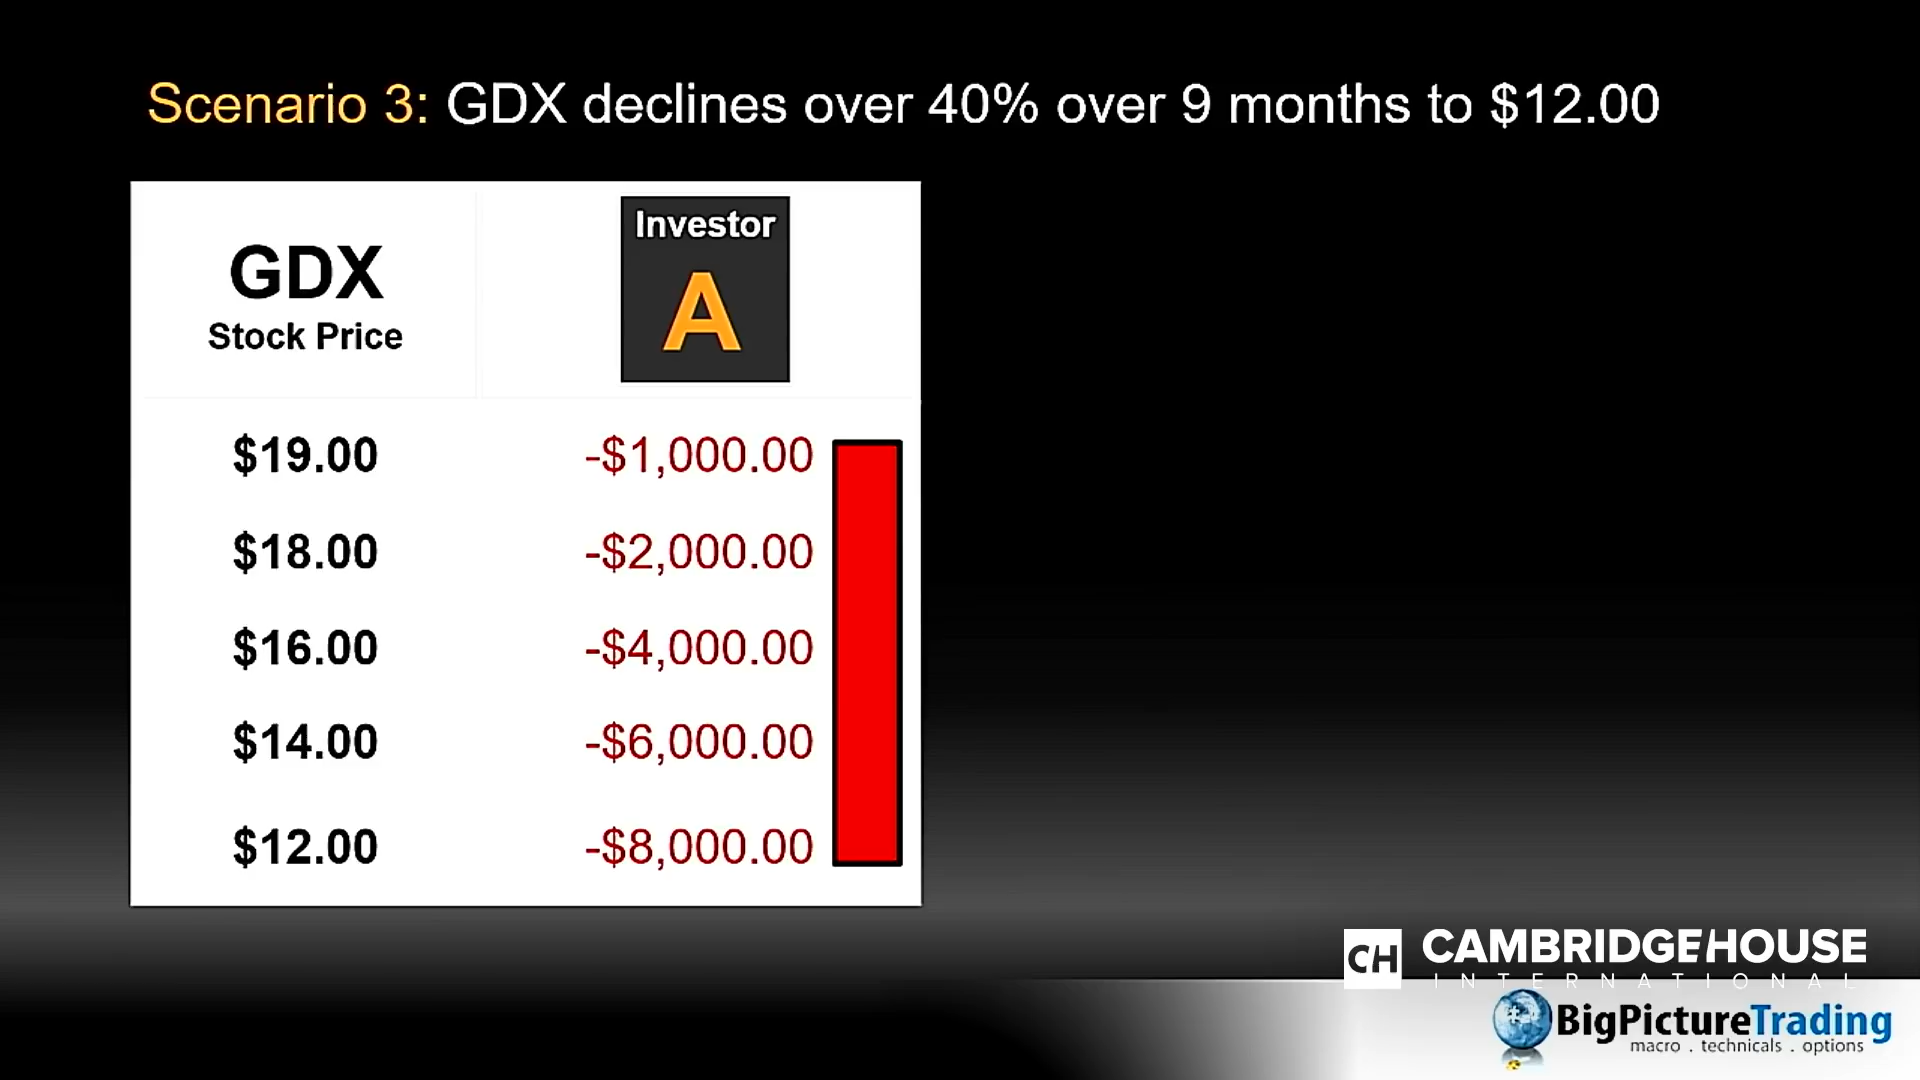 Scenario 3: GDX declines over 40% over 9 months to $12.00
GDX
Stock Price
Investor
A
$19.00 -$1,000.00
$18.00 -$2,000.00
$16.00 -$4,000.00
$14.00 -$6,000.00
$12.00 -$8,000.00
CH CAMBRIDGEHOUSE
INTERNATIONAL
BigPictureTrading
macro . technicals . options